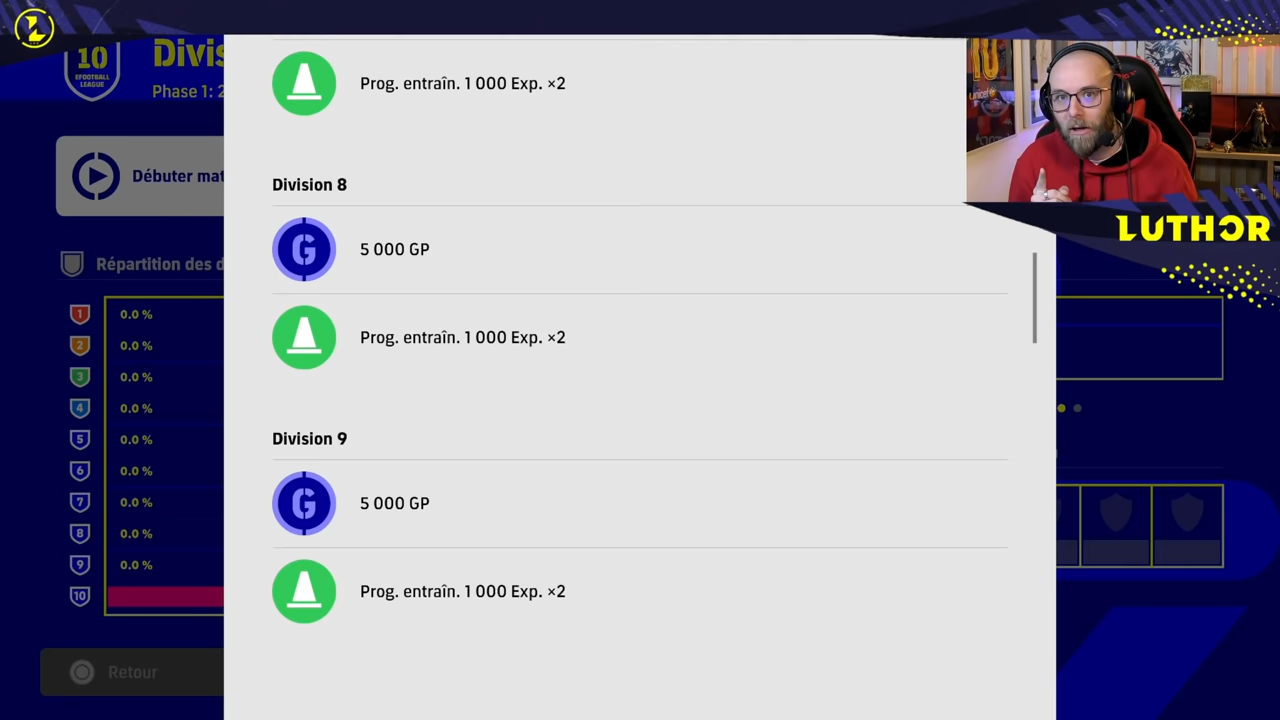 10
EFOOTBALL
LEAGUE
Divis
Phase 1: 2
Débuter mat
Répartition des d
1 0.0 %
2 0.0 %
3 0.0 %
4 0.0 %
5 0.0 %
6 0.0 %
7 0.0 %
8 0.0 %
9 0.0 %
10
Retour
Prog. entraîn. 1 000 Exp. ×2
Division 8
G 5 000 GP
Prog. entraîn. 1 000 Exp. ×2
Division 9
G 5 000 GP
Prog. entraîn. 1 000 Exp. ×2
unicef
LUTHOR